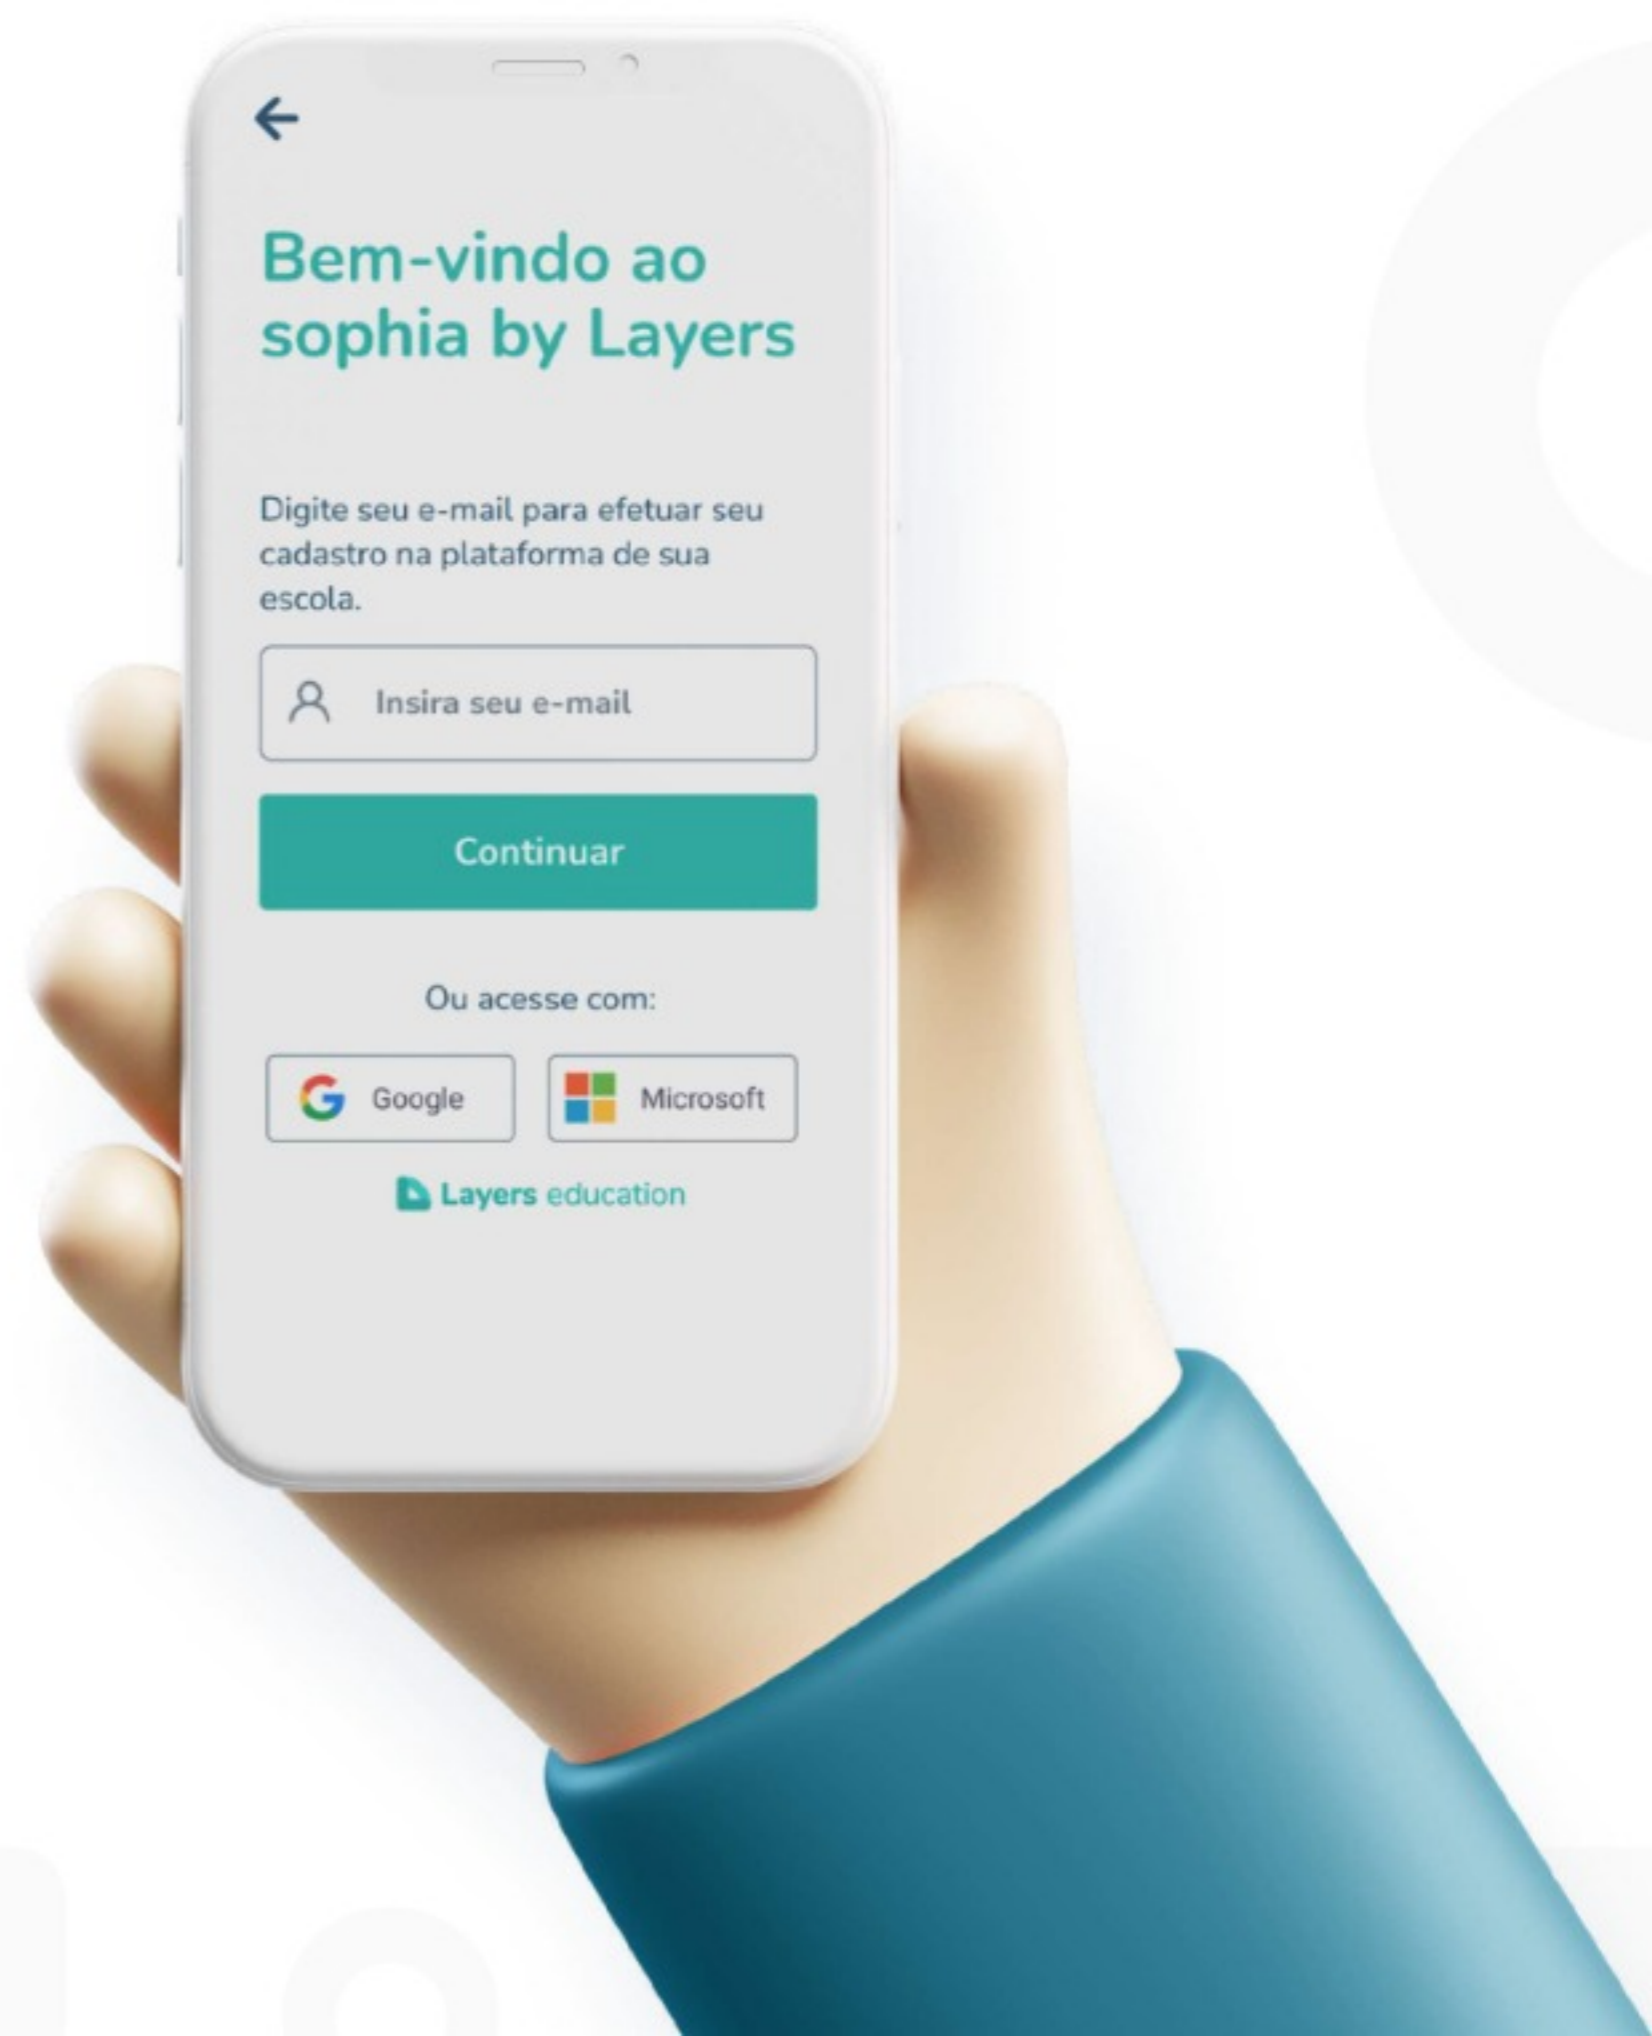 Bem-vindo ao
sophia by Layers
Digite seu e-mail para efetuar seu
cadastro na plataforma de sua
escola.
Insira seu e-mail
Continuar
Ou acesse com:
Google
Microsoft
Layers education